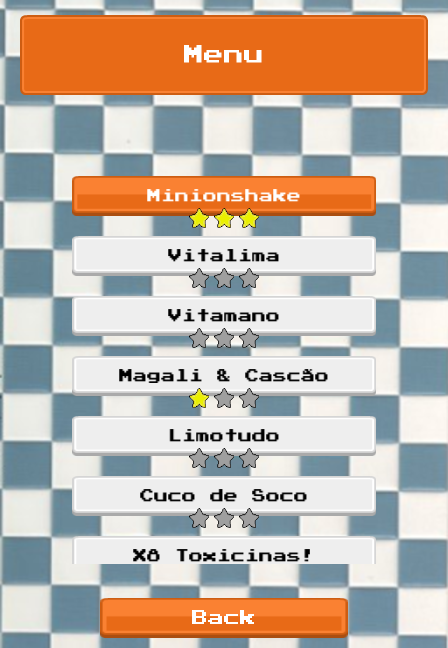 Menu
Minionshake
Vitalima
Vitamano
Magali & Cascão
Limotudo
Cuco de Soco
Xô Toxicinas!
Back